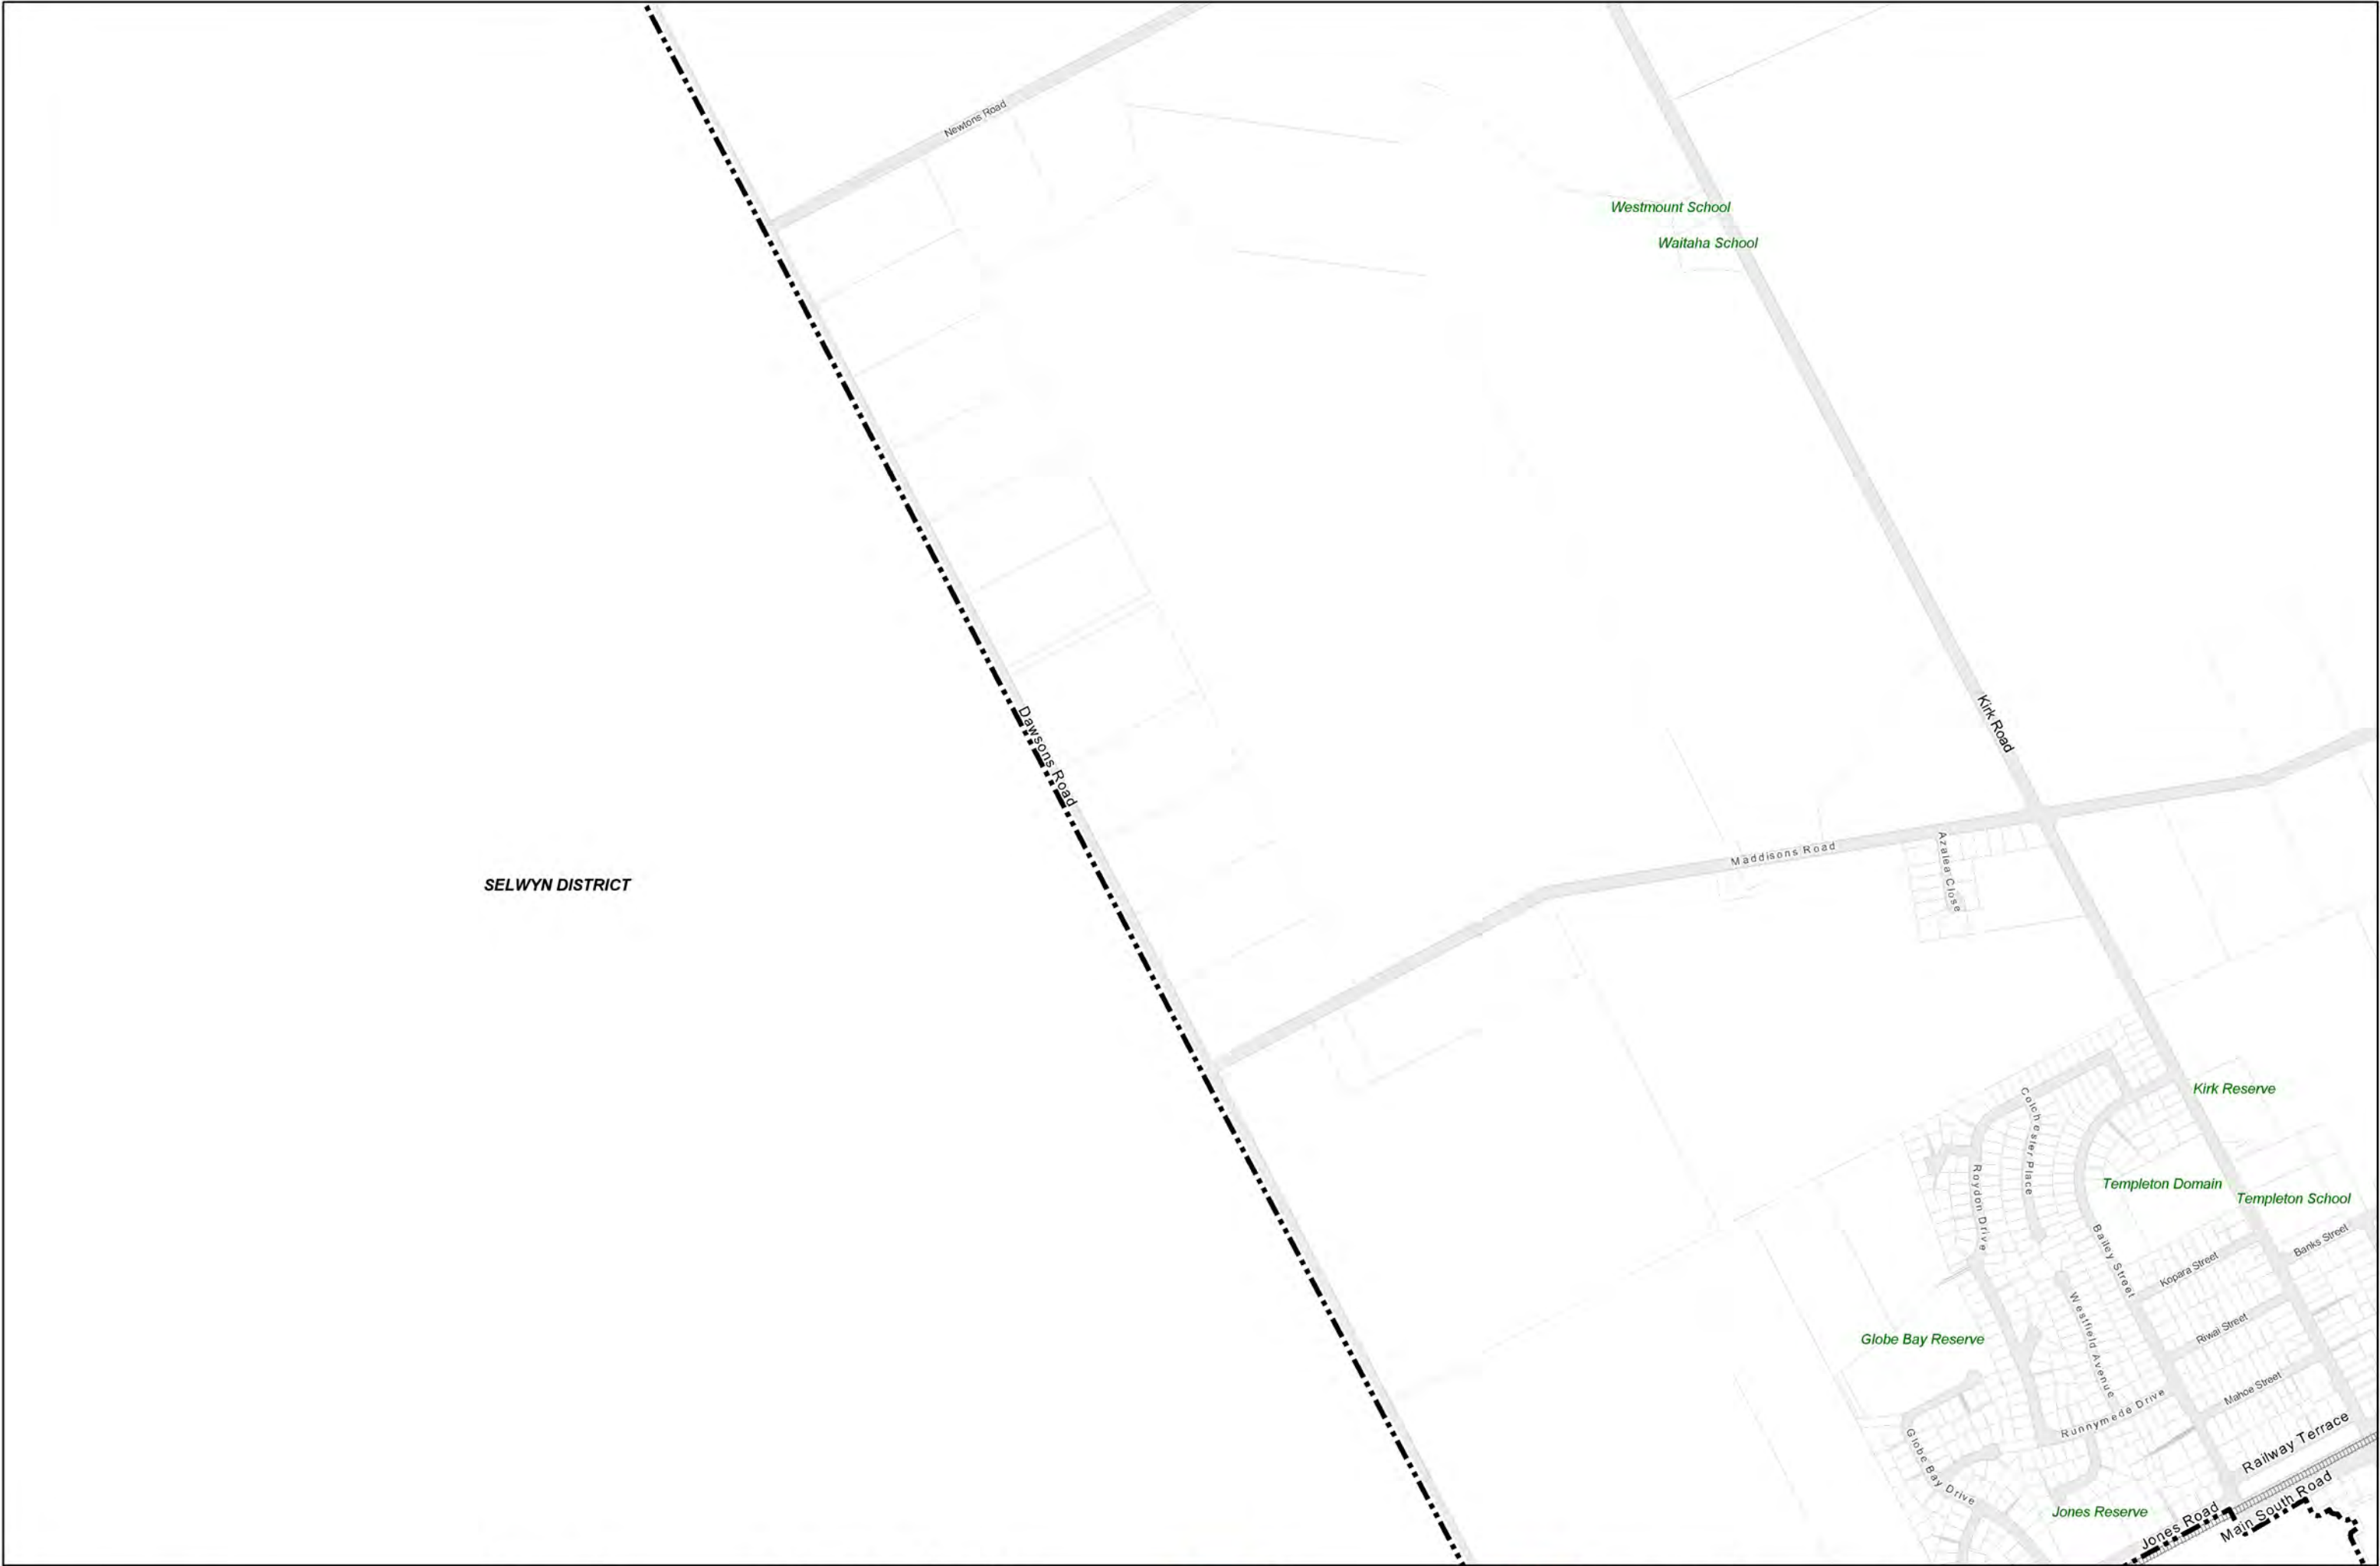 Newtons Road
Westmount School
Waitaha School
Kirk Road
Dawsons Road
Maddisons Road
Azalea Close
SELWYN DISTRICT
Kirk Reserve
Colchester Place
Roydon Drive
Templeton Domain
Templeton School
Bailey Street
Banks Street
Kopara Street
Westfield Avenue
Riwai Street
Globe Bay Reserve
Mahoe Street
Runnymede Drive
Railway Terrace
Globe Bay Drive
Jones Reserve
Jones Road
Main South Road